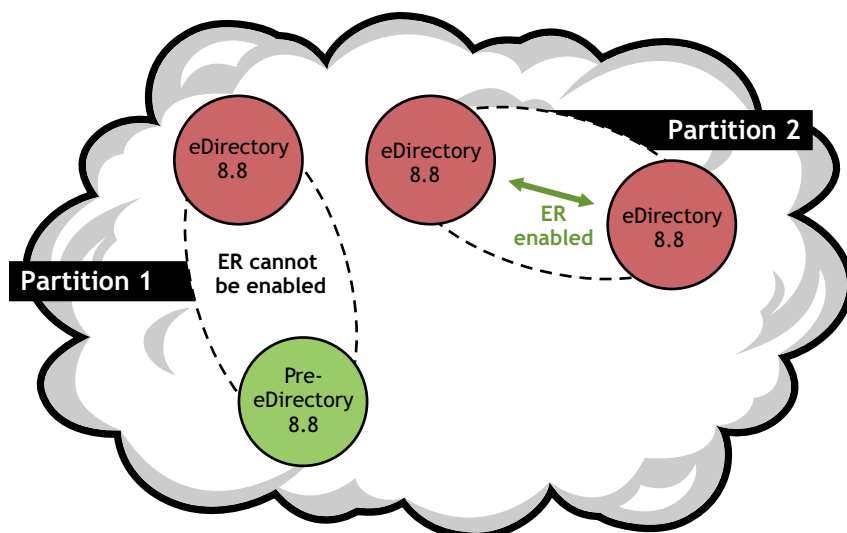 eDirectory
8.8
eDirectory
8.8
Partition 2
eDirectory
8.8
ER
enabled
Partition 1
ER cannot
be enabled
Pre-
eDirectory
8.8